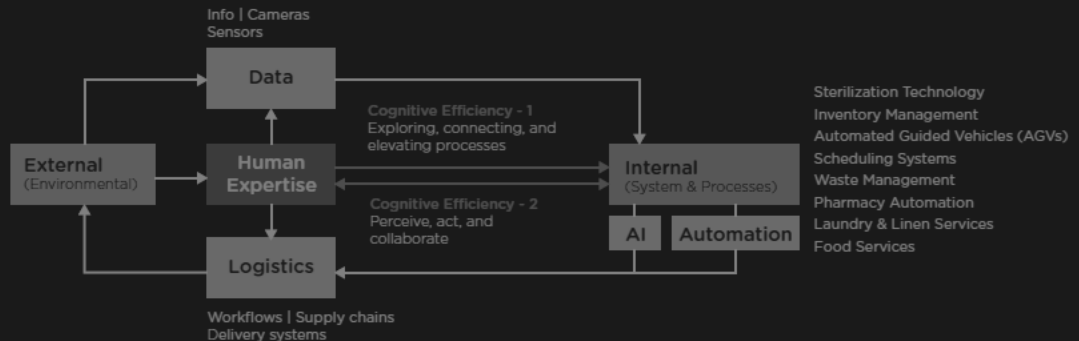 Info | Cameras
Sensors
Data
Cognitive Efficiency - 1
Exploring, connecting, and
elevating processes
External
(Environmental)
Human
Expertise
Internal
(System & Processes)
Cognitive Efficiency - 2
Perceive, act, and
collaborate
AI
Automation
Logistics
Workflows | Supply chains
Delivery systems
Sterilization Technology
Inventory Management
Automated Guided Vehicles (AGVs)
Scheduling Systems
Waste Management
Pharmacy Automation
Laundry & Linen Services
Food Services